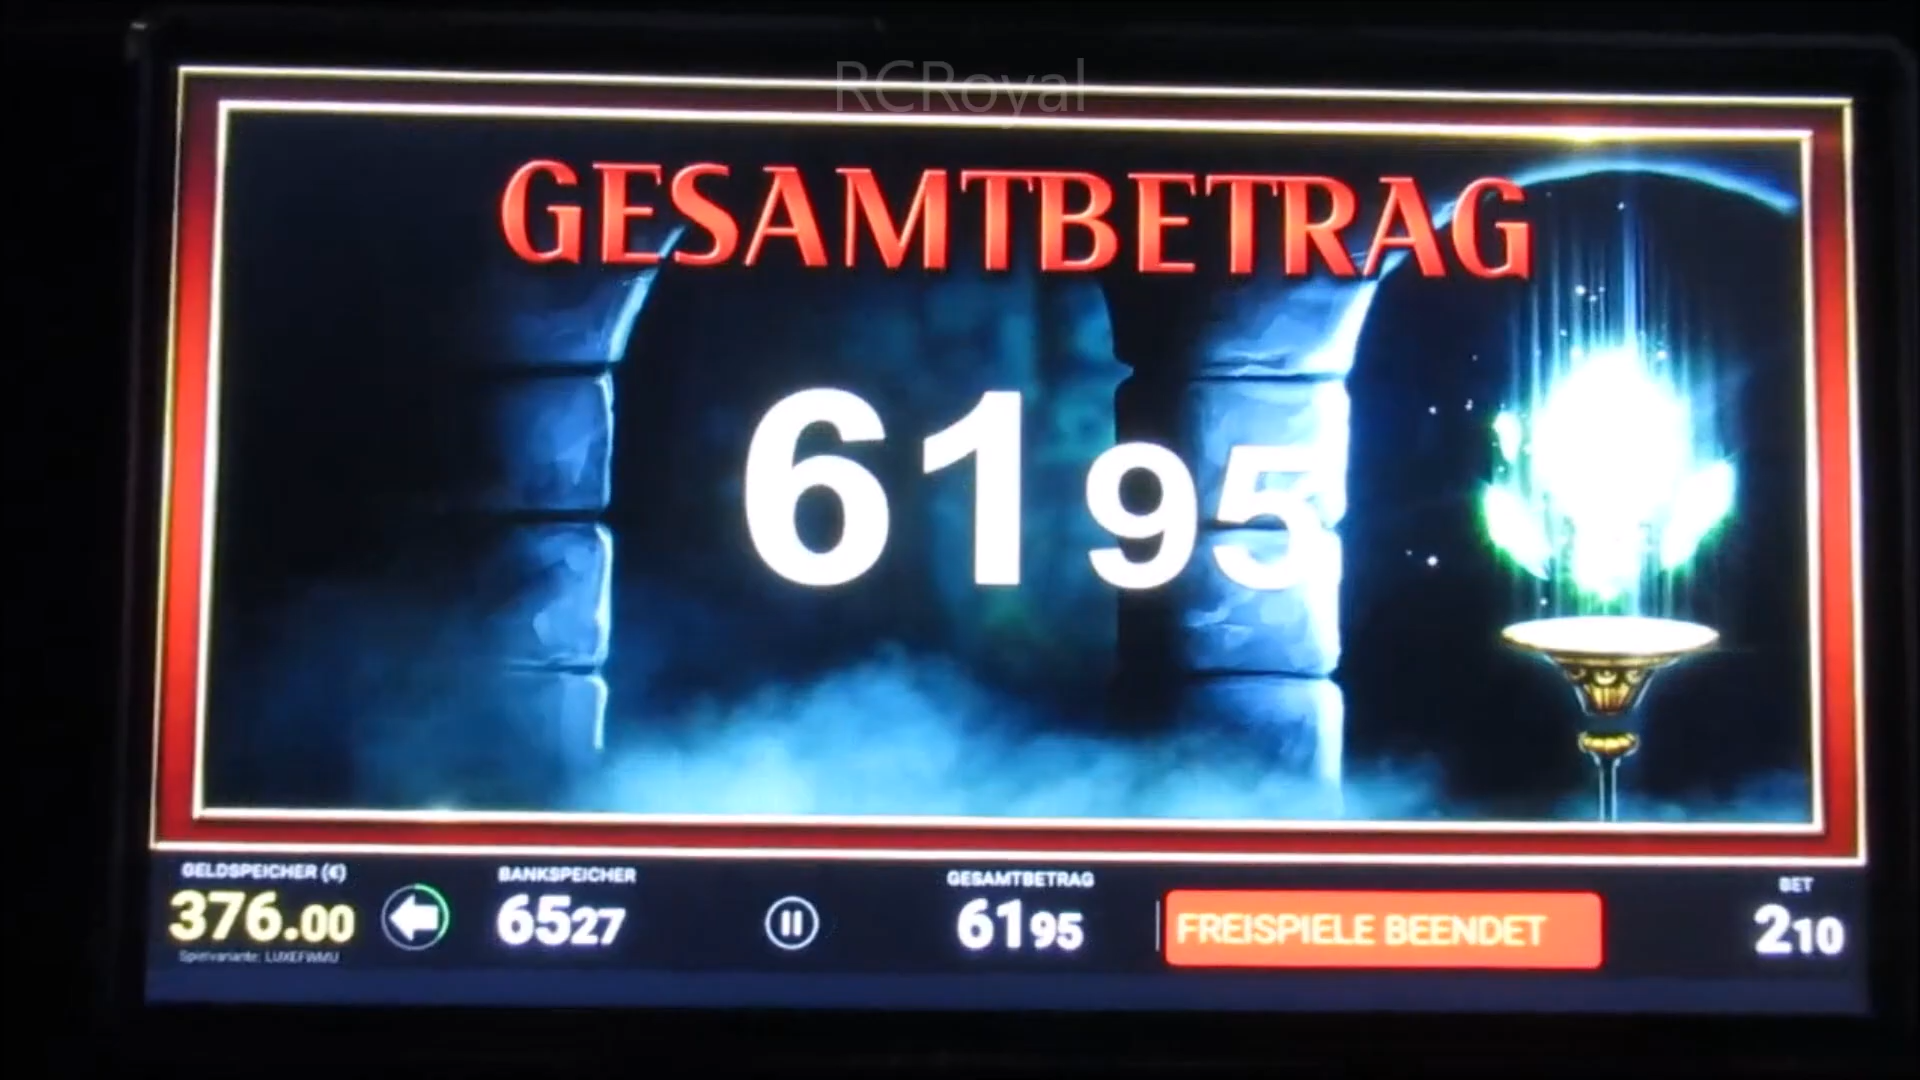 RCRoyal
GESAMTBETRAG
6195
GELDSPEICHER (€)
376.00
BANKSPEICHER
6527
GESAMTBETRAG
6195
FREISPIELE BEENDET
BET
210